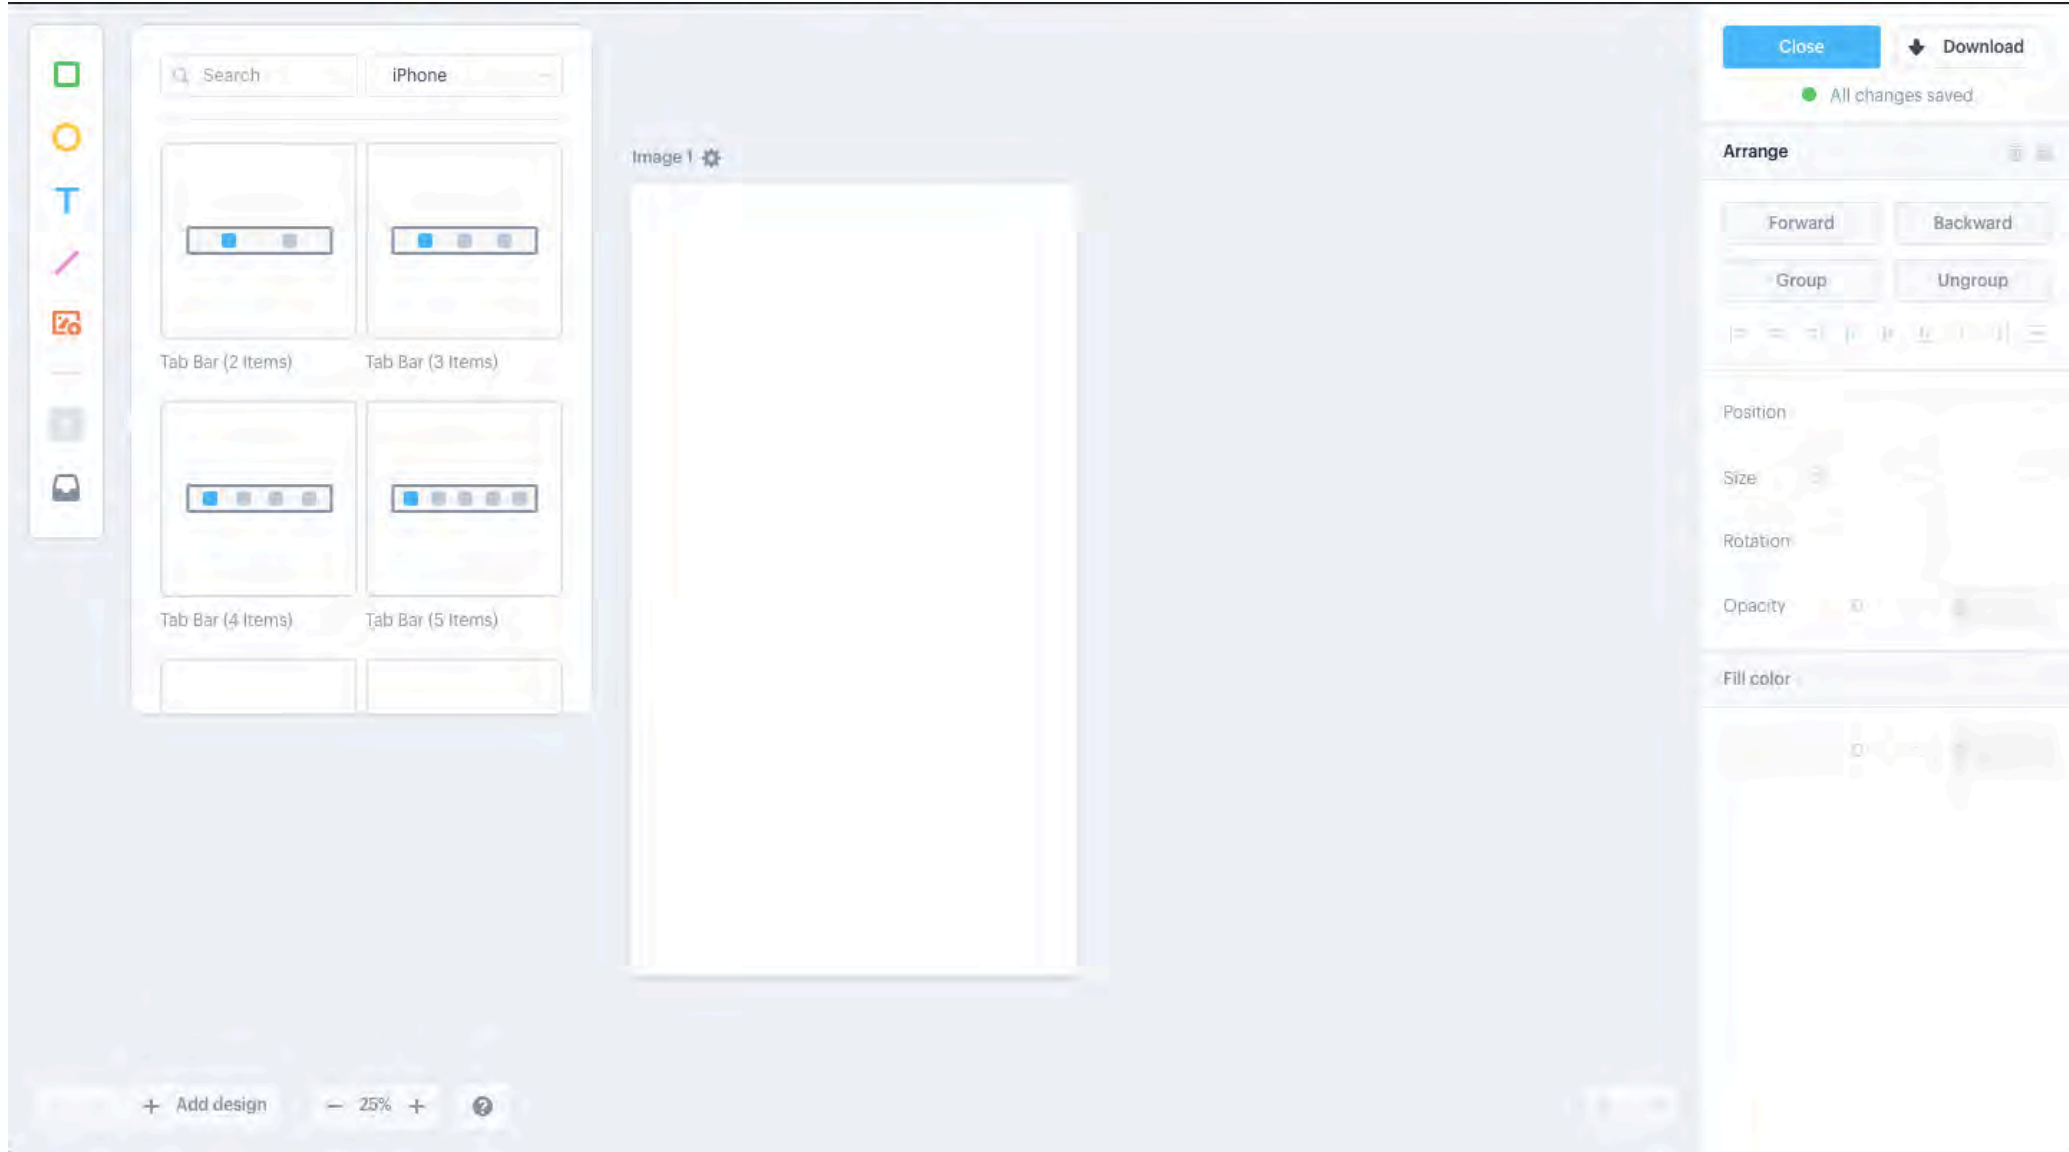 Search
iPhone
Tab Bar (2 Items)
Tab Bar (3 Items)
Tab Bar (4 Items)
Tab Bar (5 Items)
Image 1
Add design
25%
Close
Download
All changes saved
Arrange
Forward
Backward
Group
Ungroup
Position
Size
Rotation
Opacity
Fill color